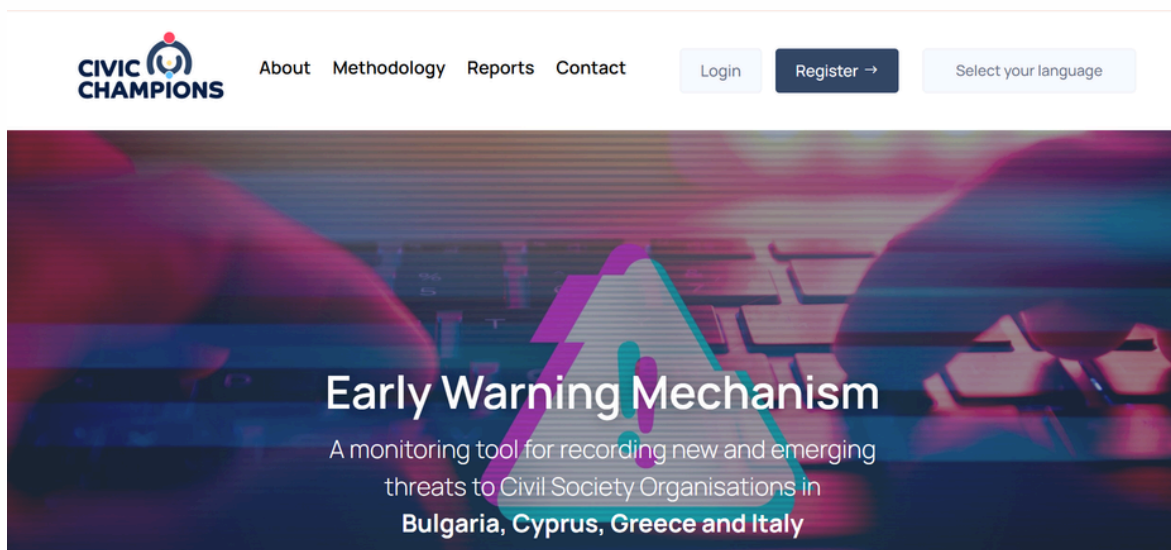 CIVIC
CHAMPIONS
About Methodology Reports Contact Login Register → Select your language
Early Warning Mechanism
A monitoring tool for recording new and emerging
threats to Civil Society Organisations in
Bulgaria, Cyprus, Greece and Italy